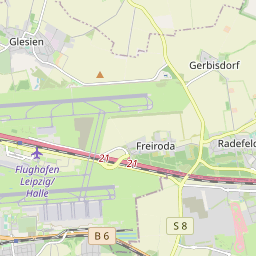 Glesien
Gerbisdorf
21
21
Freiroda
Radefeld
Flughafen
Leipzig/
Halle
S 8
B 6